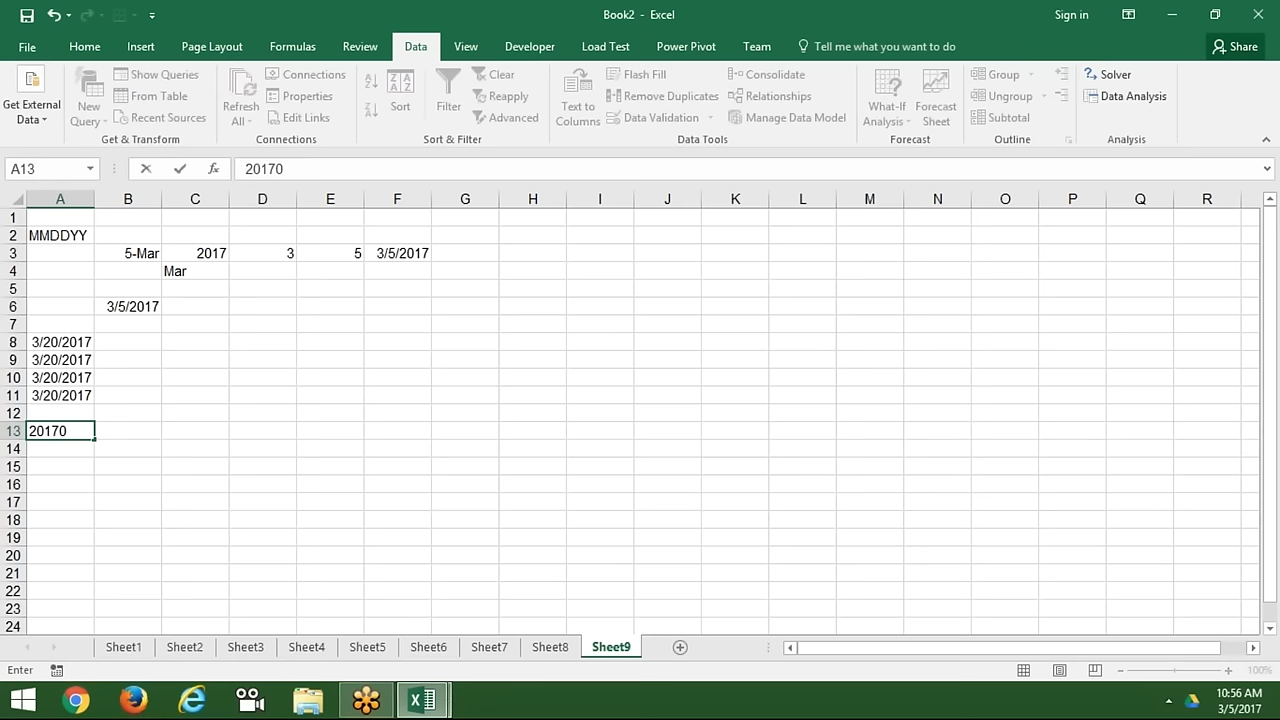 Book2 - Excel
Sign in
File Home Insert Page Layout Formulas Review Data View Developer Load Test Power Pivot Team Tell me what you want to do Share
Get External Data
New Query
Show Queries
From Table
Recent Sources
Get & Transform
Refresh All
Connections
Properties
Edit Links
Connections
Sort
Filter
Clear
Reapply
Advanced
Sort & Filter
Text to Columns
Flash Fill
Remove Duplicates
Data Validation
Consolidate
Relationships
Manage Data Model
Data Tools
What-If Analysis
Forecast Sheet
Forecast
Group
Ungroup
Subtotal
Outline
Solver
Data Analysis
Analysis
A13 fx 20170
A B C D E F G H I J K L M N O P Q R
1
2 MMDDYY
3 5-Mar 2017 3 5 3/5/2017
4 Mar
5
6 3/5/2017
7
8 3/20/2017
9 3/20/2017
10 3/20/2017
11 3/20/2017
12
13 20170
14
15
16
17
18
19
20
21
22
23
24
Sheet1 Sheet2 Sheet3 Sheet4 Sheet5 Sheet6 Sheet7 Sheet8 Sheet9
Enter 100%
10:56 AM
3/5/2017